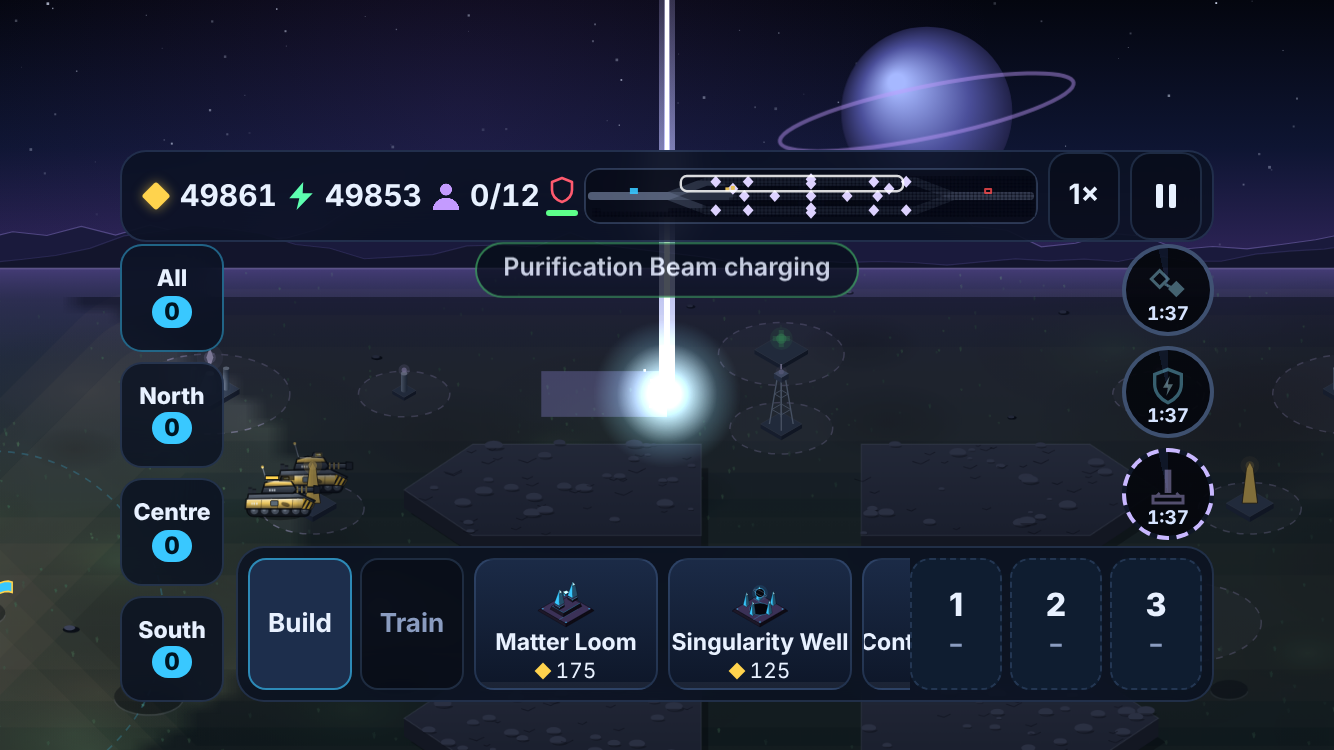 49861 49853 0/12 1×
Purification Beam charging
All
0
North
0
Centre
0
South
0
1:37
1:37
1:37
Build
Train
Matter Loom
175
Singularity Well
125
Cont
1
-
2
-
3
-